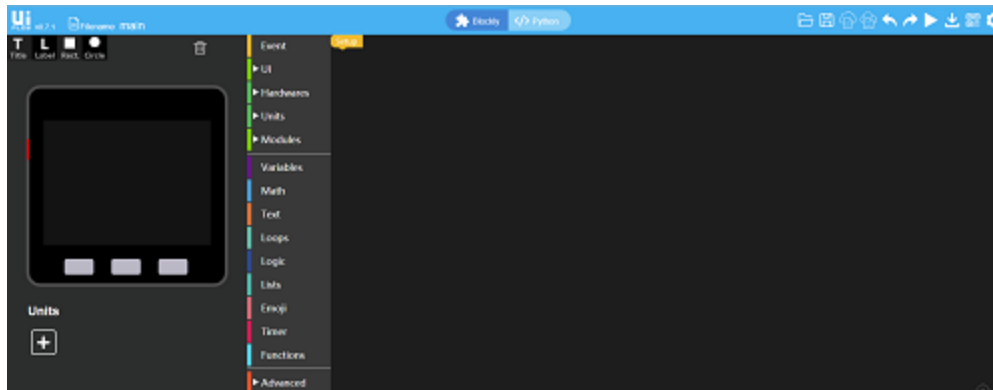 Ui
Filename main
Blockly
Python
T L
Title Label Rect. Circle
Setup
Event
UI
Hardwares
Units
Modules
Variables
Math
Text
Loops
Logic
Lists
Emoji
Timer
Functions
Advanced
Units